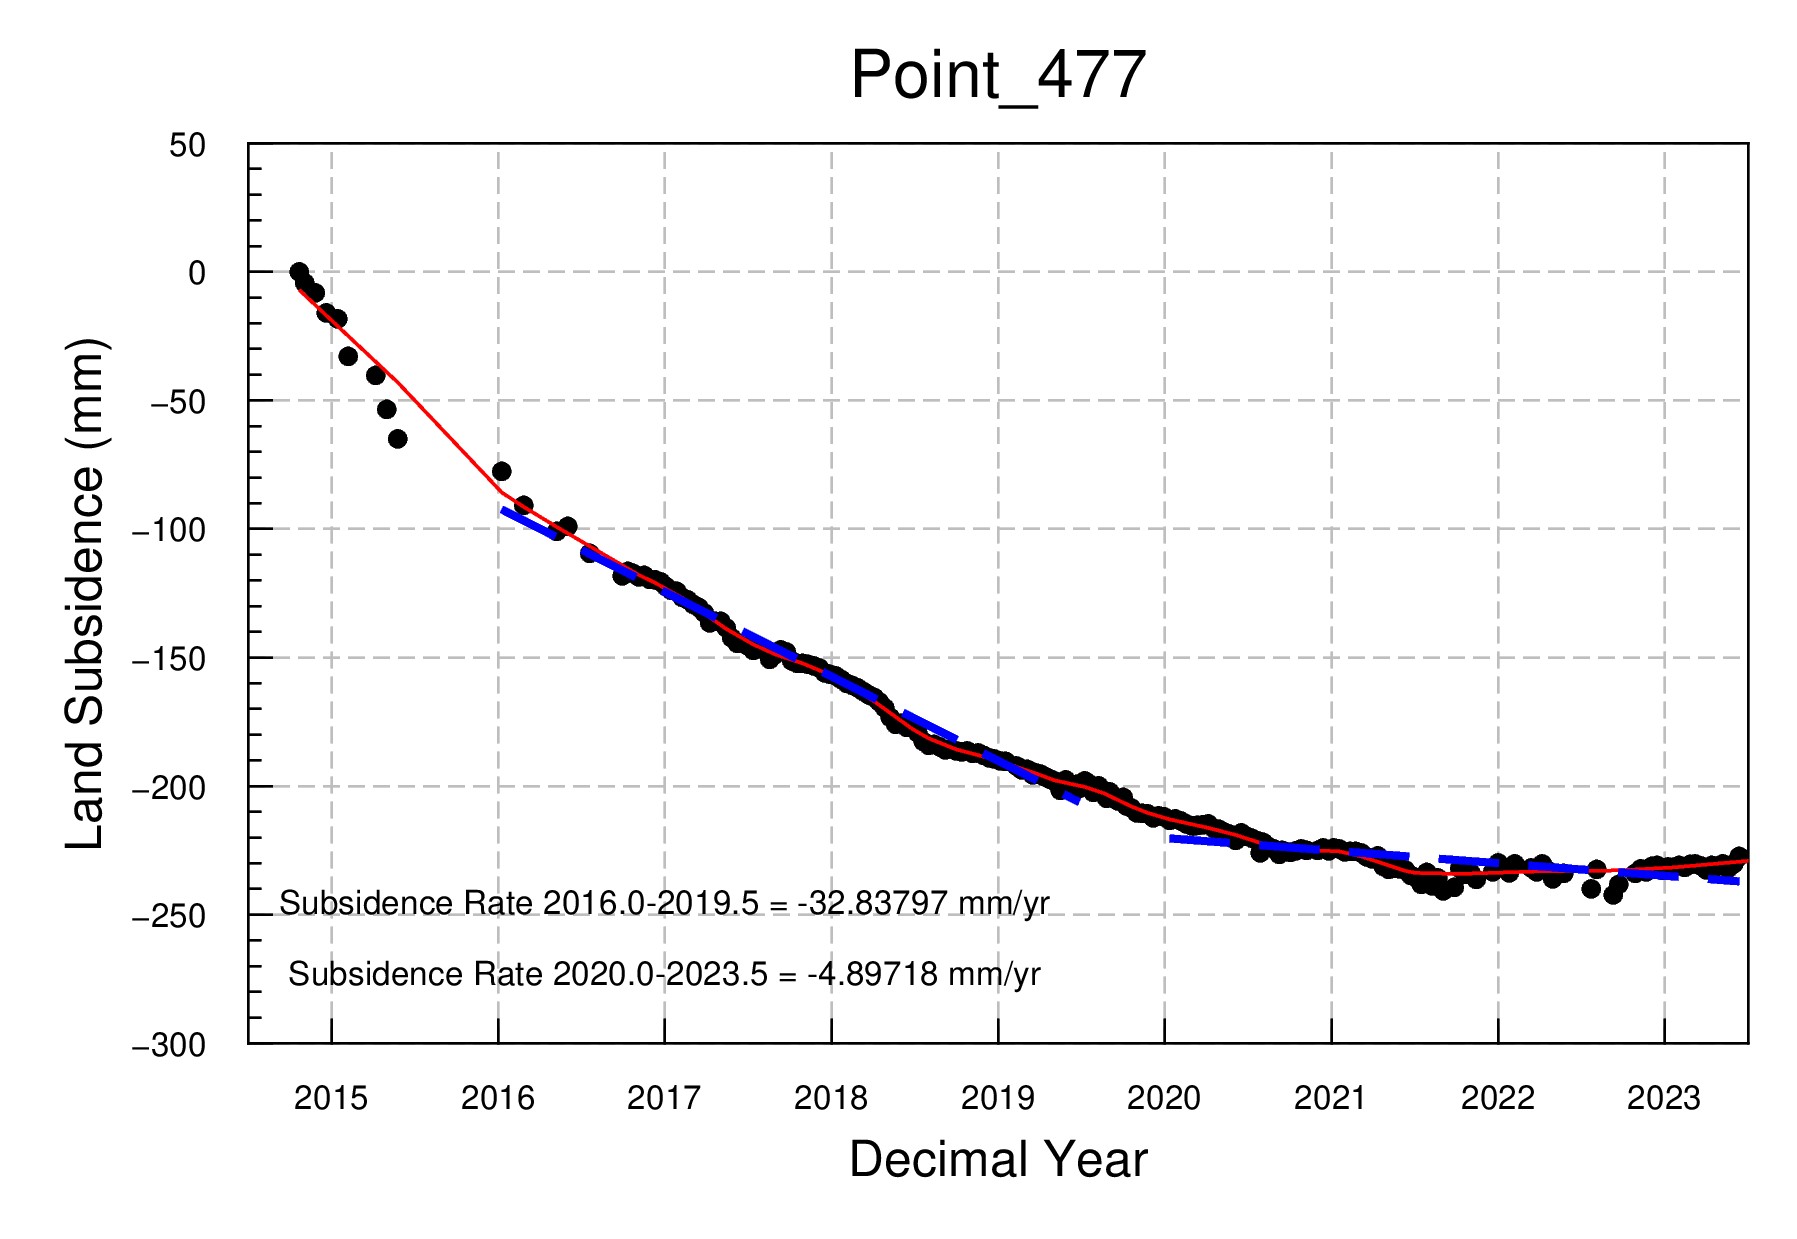 Point_477
50
0
−50
−100
−150
−200
−250
−300
Land Subsidence (mm)
Subsidence Rate 2016.0-2019.5 = -32.83797 mm/yr
Subsidence Rate 2020.0-2023.5 = -4.89718 mm/yr
2015 2016 2017 2018 2019 2020 2021 2022 2023
Decimal Year